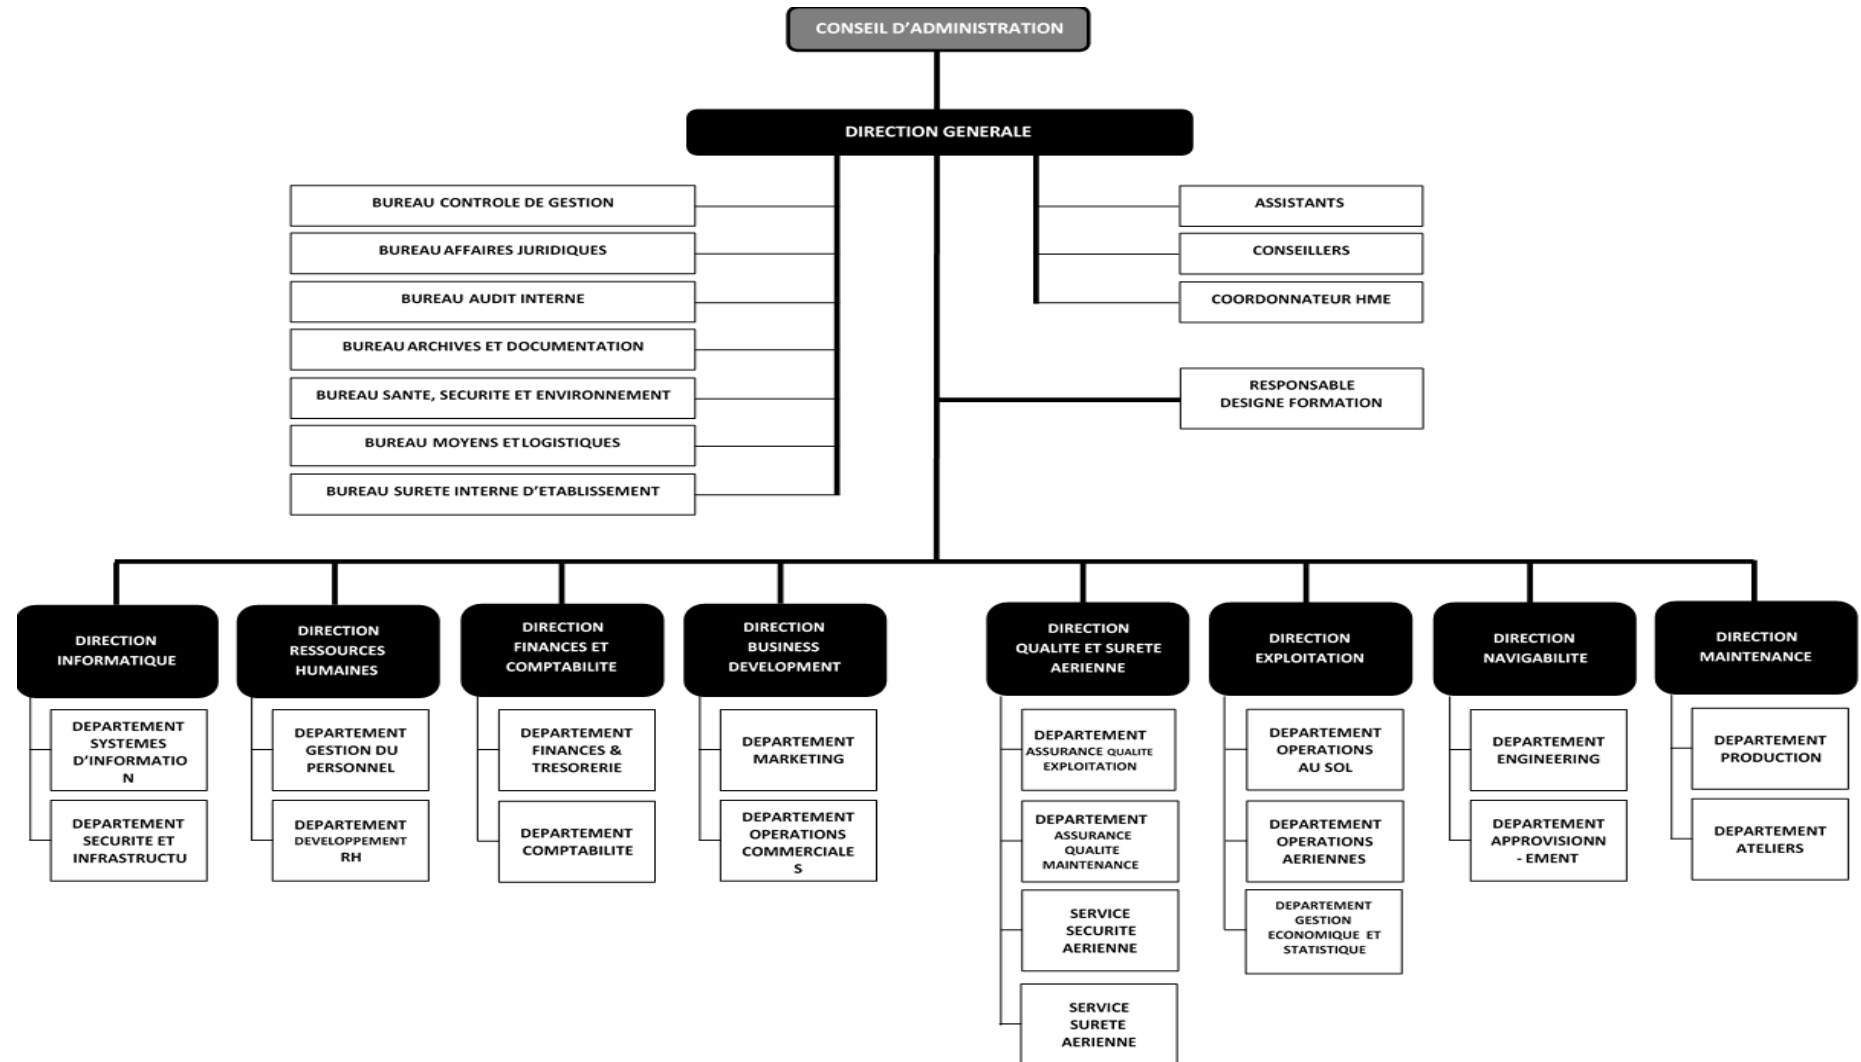 CONSEIL D'ADMINISTRATION
DIRECTION GENERALE
BUREAU CONTROLE DE GESTION
BUREAU AFFAIRES JURIDIQUES
BUREAU AUDIT INTERNE
BUREAU ARCHIVES ET DOCUMENTATION
BUREAU SANTE, SECURITE ET ENVIRONNEMENT
BUREAU MOYENS ET LOGISTIQUES
BUREAU SURETE INTERNE D'ETABLISSEMENT
ASSISTANTS
CONSEILLERS
COORDONNATEUR HME
RESPONSABLE
DESIGNE FORMATION
DIRECTION
INFORMATIQUE
DEPARTEMENT
SYSTEMES
D'INFORMATIO
N
DEPARTEMENT
SECURITE ET
INFRASTRUCTU
DIRECTION
RESSOURCES
HUMAINES
DEPARTEMENT
GESTION DU
PERSONNEL
DEPARTEMENT
DEVELOPPEMENT
RH
DIRECTION
FINANCES ET
COMPTABILITE
DEPARTEMENT
FINANCES &
TRESORERIE
DEPARTEMENT
COMPTABILITE
DIRECTION
BUSINESS
DEVELOPMENT
DEPARTEMENT
MARKETING
DEPARTEMENT
OPERATIONS
COMMERCIALE
S
DIRECTION
QUALITE ET SURETE
AERIENNE
DEPARTEMENT
ASSURANCE QUALITE
EXPLOITATION
DEPARTEMENT
ASSURANCE
QUALITE
MAINTENANCE
SERVICE
SECURITE
AERIENNE
SERVICE
SURETE
AERIENNE
DIRECTION
EXPLOITATION
DEPARTEMENT
OPERATIONS
AU SOL
DEPARTEMENT
OPERATIONS
AERIENNES
DEPARTEMENT
GESTION
ECONOMIQUE ET
STATISTIQUE
DIRECTION
NAVIGABILITE
DEPARTEMENT
ENGINEERING
DEPARTEMENT
APPROVISIONN
- EMENT
DIRECTION
MAINTENANCE
DEPARTEMENT
PRODUCTION
DEPARTEMENT
ATELIERS